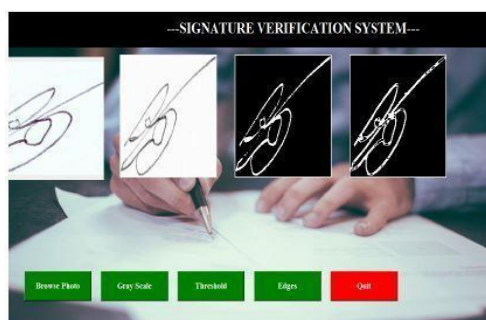 ---SIGNATURE VERIFICATION SYSTEM---
Browse Photo Gray Scale Threshold Edges Quit